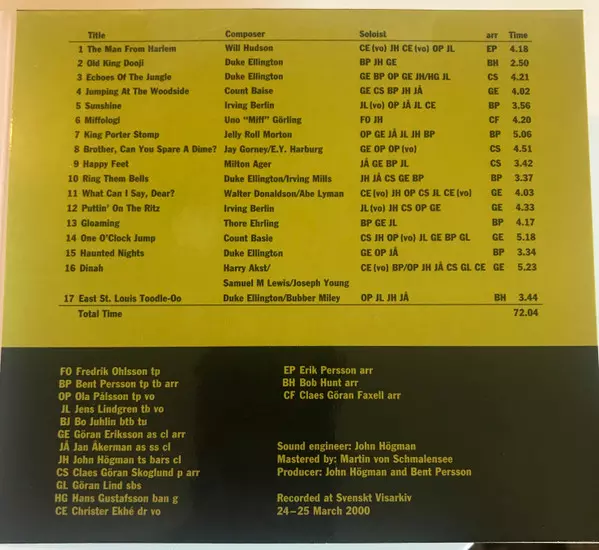 Title Composer Soloist arr Time
1 The Man From Harlem Will Hudson CE (vo) JH CE (vo) OP JL EP 4.18
2 Old King Dooji Duke Ellington BP JH GE BH 2.50
3 Echoes Of The Jungle Duke Ellington GE BP OP GE JH/HG JL CS 4.21
4 Jumping At The Woodside Count Baise GE CS BP JH JÅ GE 4.02
5 Sunshine Irving Berlin JL (vo) OP JÅ JL CE BP 3.56
6 Miffologi Uno "Miff" Görling FO JH CF 4.20
7 King Porter Stomp Jelly Roll Morton OP GE JÅ JL JH BP BP 5.06
8 Brother, Can You Spare A Dime? Jay Gorney/E.Y. Harburg GE OP OP (vo) CS 4.51
9 Happy Feet Milton Ager JÅ GE BP JL CS 3.42
10 Ring Them Bells Duke Ellington/Irving Mills JH JÅ CS GE BP BP 3.37
11 What Can I Say, Dear? Walter Donaldson/Abe Lyman CE (vo) JH OP CS JL CE (vo) GE 4.03
12 Puttin' On The Ritz Irving Berlin JL (vo) JH CS OP GE GE 4.33
13 Gloaming Thore Ehrling BP GE JL BP 4.17
14 One O'Clock Jump Count Basie CS JH OP (vo) JL GE BP GL GE 5.18
15 Haunted Nights Duke Ellington GE OP JÅ BP 3.34
16 Dinah Harry Akst/ CE (vo) BP/OP JH JÅ CS GL CE GE 5.23
Samuel M Lewis/Joseph Young
17 East St. Louis Toodle-Oo Duke Ellington/Bubber Miley OP JL JH JÅ BH 3.44
Total Time 72.04
FO Fredrik Ohlsson tp
BP Bent Persson tp tb arr
OP Ola Pålsson tp vo
JL Jens Lindgren tb vo
BJ Bo Juhlin btb tu
GE Göran Eriksson as cl arr
JÅ Jan Åkerman as ss cl
JH John Högman ts bars cl
CS Claes Göran Skoglund p arr
GL Göran Lind sbs
HG Hans Gustafsson ban g
CE Christer Ekhé dr vo
EP Erik Persson arr
BH Bob Hunt arr
CF Claes Göran Faxell arr
Sound engineer: John Högman
Mastered by: Martin von Schmalensee
Producer: John Högman and Bent Persson
Recorded at Svenskt Visarkiv
24–25 March 2000